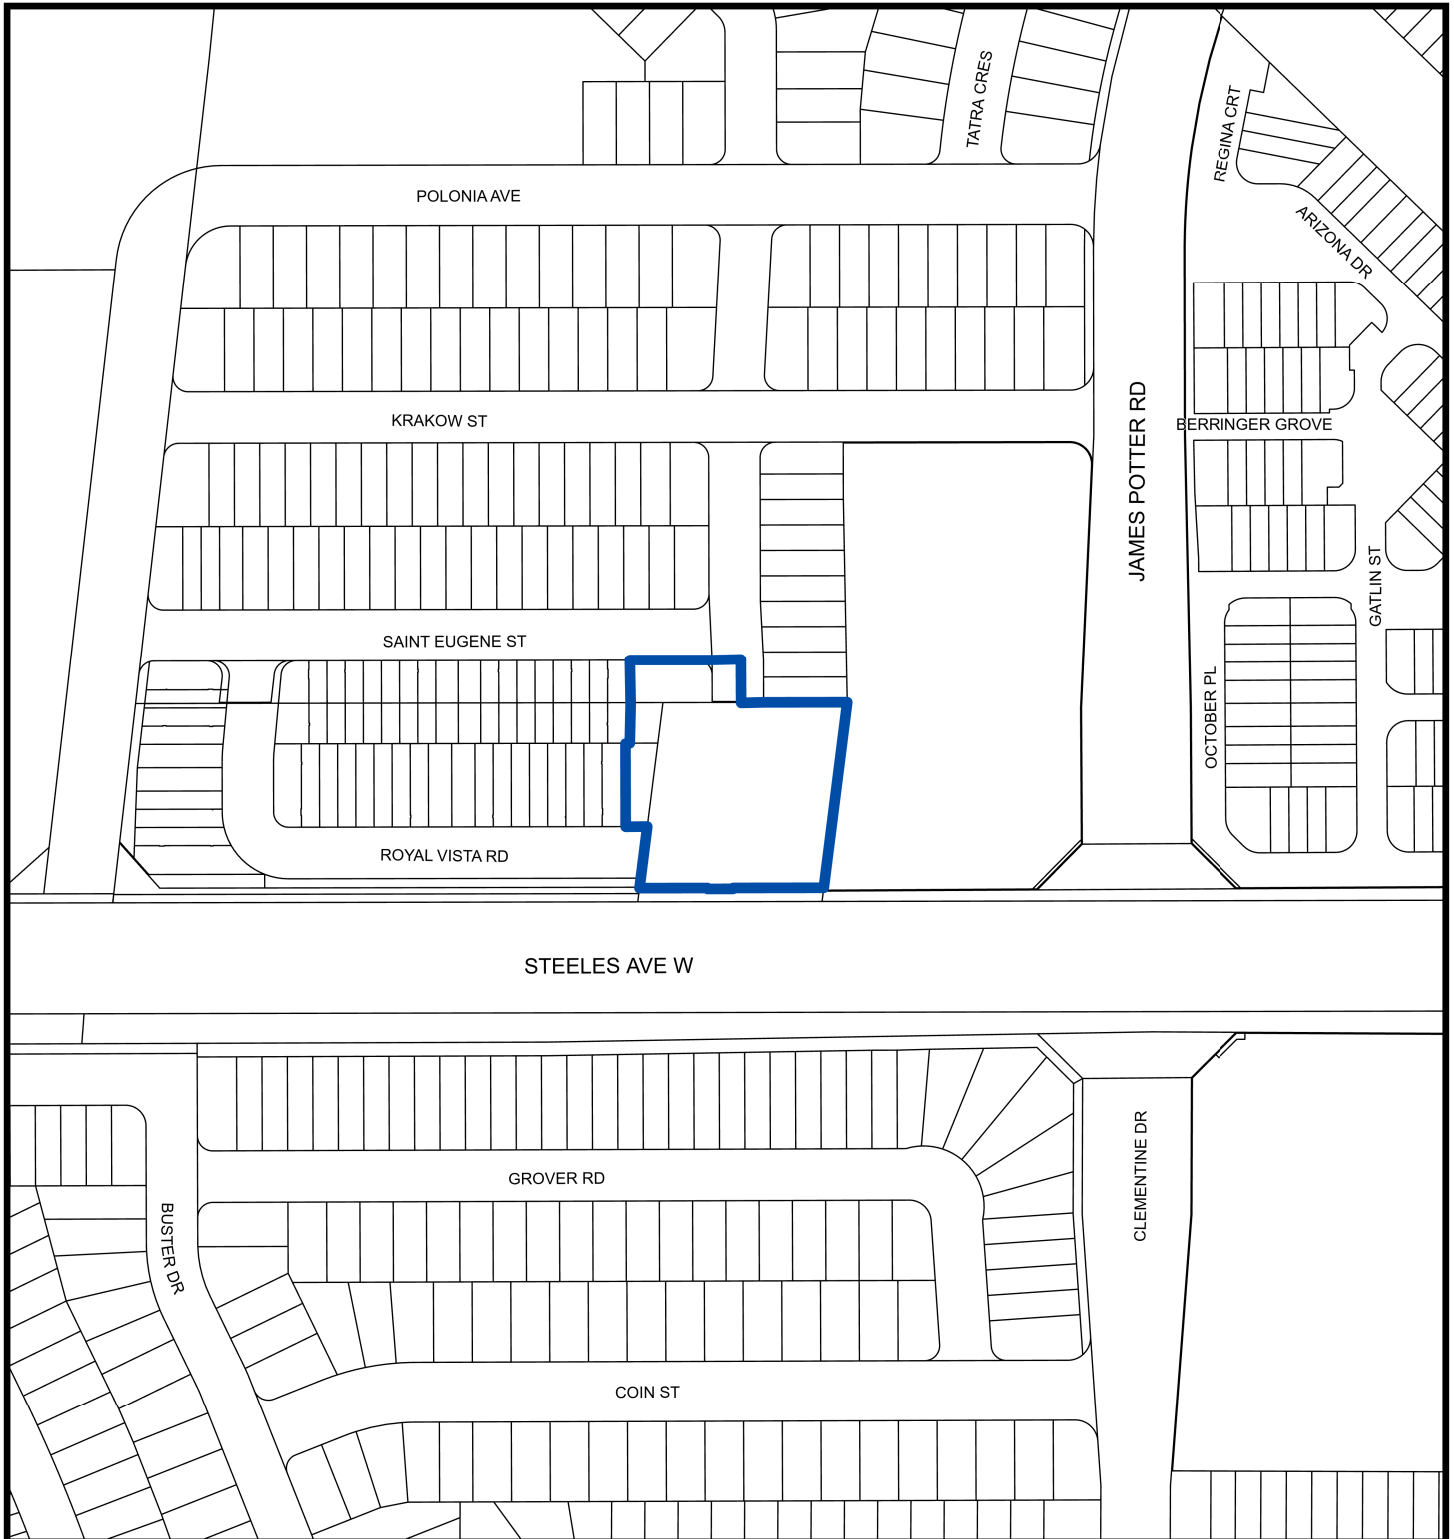 TATRA CRES
REGINA CRT
POLONIA AVE
ARIZONA DR
KRAKOW ST
BERRINGER GROVE
JAMES POTTER RD
GATLIN ST
SAINT EUGENE ST
OCTOBER PL
ROYAL VISTA RD
STEELES AVE W
CLEMENTINE DR
GROVER RD
BUSTER DR
COIN ST